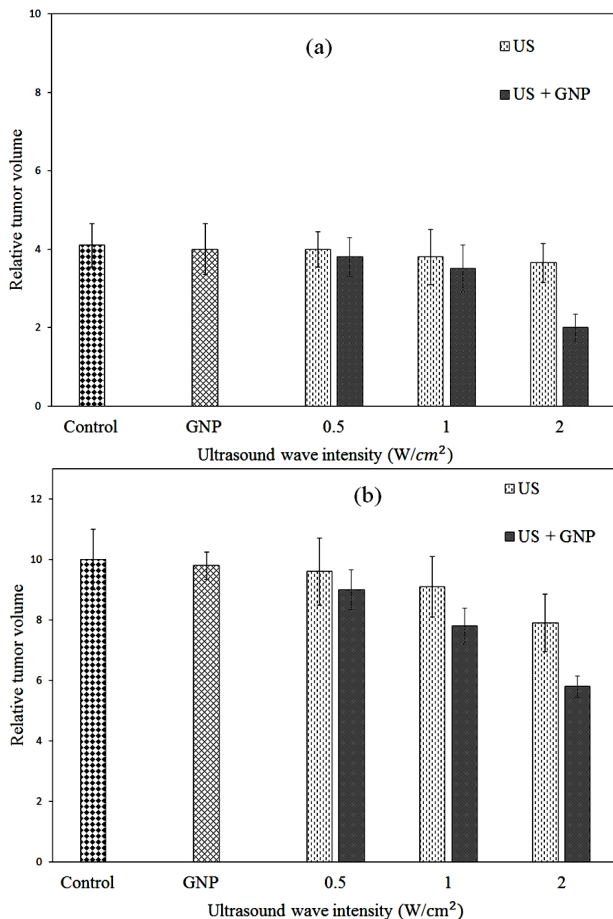 10
(a)
US
8
US + GNP
6
Relative tumor volume
4
2
0
Control GNP 0.5 1 2
Ultrasound wave intensity (W/cm²)
12
(b)
US
10
US + GNP
8
Relative tumor volume
6
4
2
0
Control GNP 0.5 1 2
Ultrasound wave intensity (W/cm²)